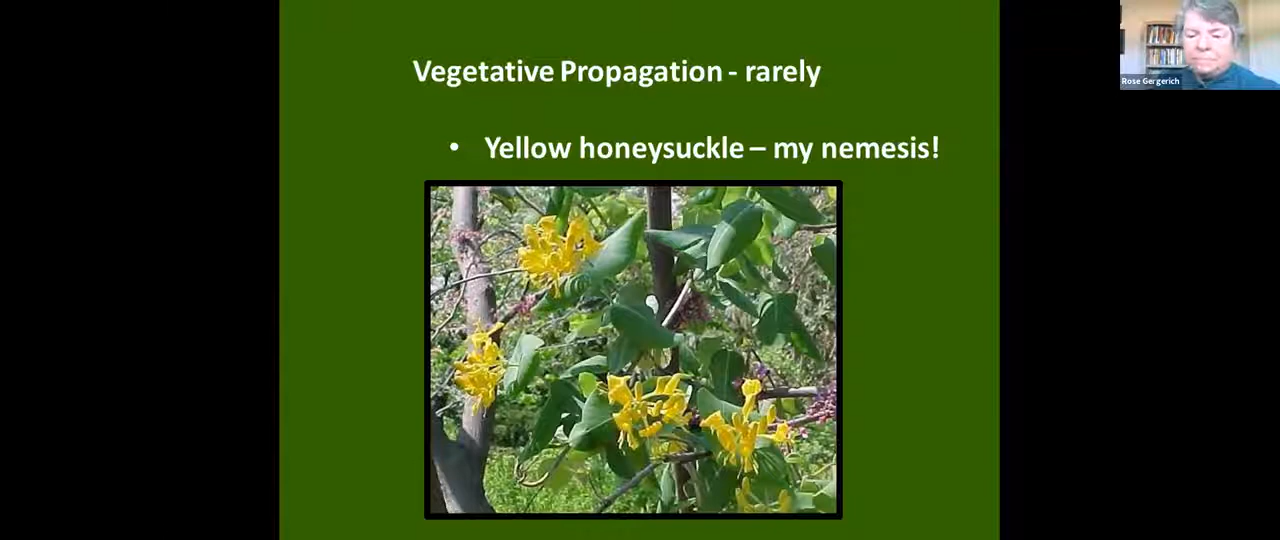 Vegetative Propagation - rarely
• Yellow honeysuckle – my nemesis!
Rose Gergerich